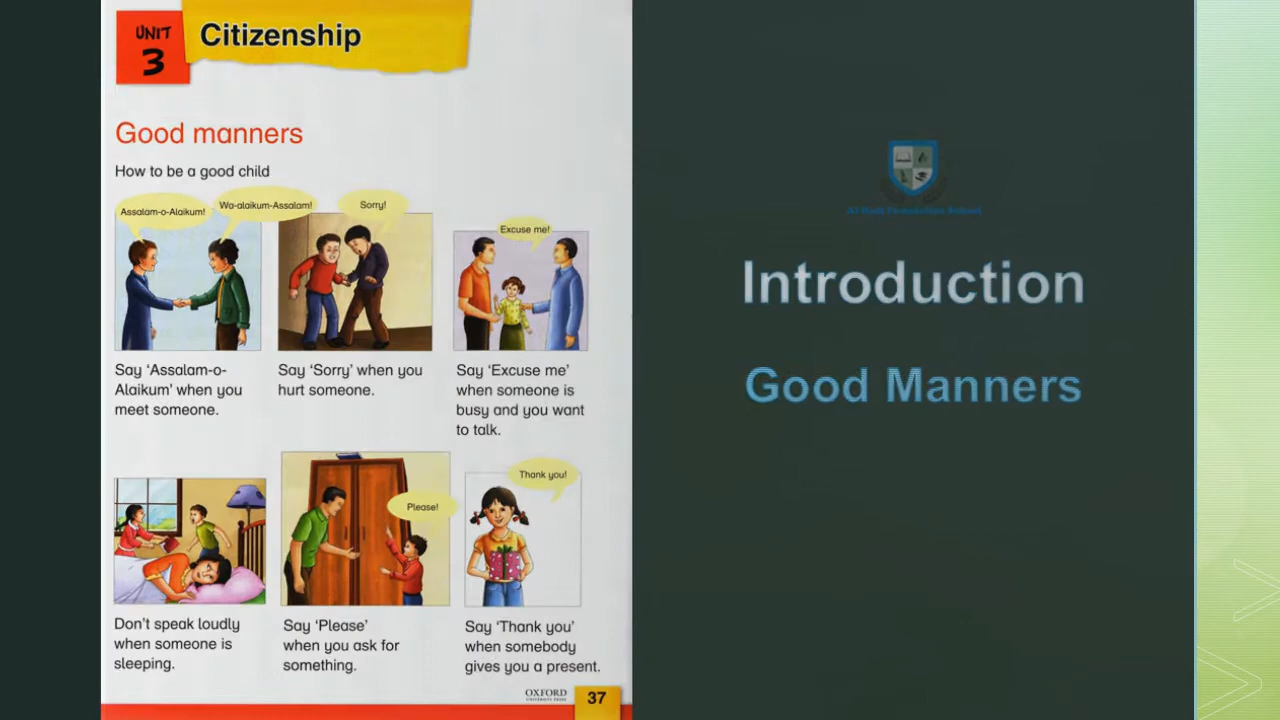 UNIT
3
Citizenship
Good manners
How to be a good child
Assalam-o-Alaikum!
Wa-alaikum-Assalam!
Sorry!
Excuse me!
Say ‘Assalam-o-
Alaikum’ when you
meet someone.
Say ‘Sorry’ when you
hurt someone.
Say ‘Excuse me’
when someone is
busy and you want
to talk.
Please!
Thank you!
Don't speak loudly
when someone is
sleeping.
Say ‘Please’
when you ask for
something.
Say ‘Thank you’
when somebody
gives you a present.
OXFORD
UNIVERSITY PRESS
37
Introduction
Good Manners